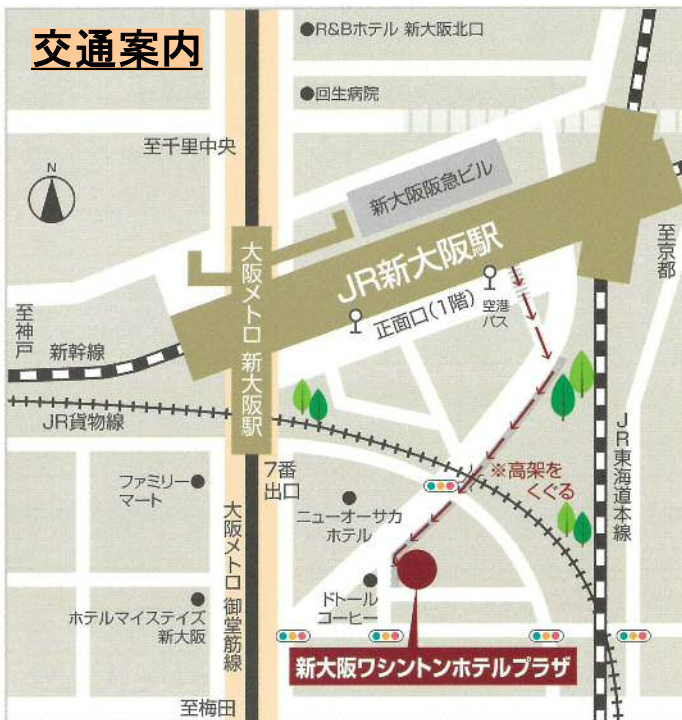 交通案内
●R&Bホテル 新大阪北口
●回生病院
至千里中央
N
新大阪阪急ビル
JR新大阪駅
大阪メトロ 新大阪駅
至京都
空港
バス
正面口(1階)
至神戸
新幹線
JR貨物線
7番
出口
ファミリー
マート
※高架を
くぐる
JR東海道本線
ニューオーサカ
ホテル
大阪メトロ 御堂筋線
ドトール
コーヒー
ホテルマイステイズ
新大阪
新大阪ワシントンホテルプラザ
至梅田